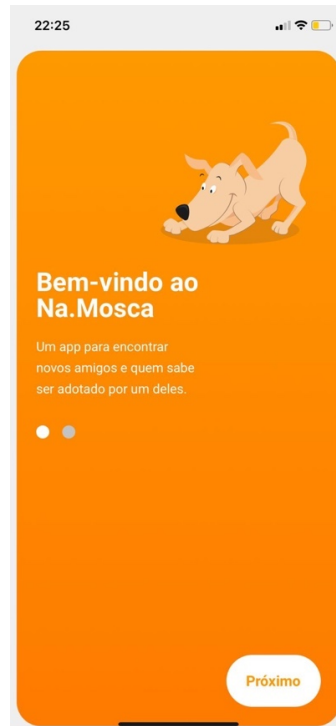 22:25
Bem-vindo ao
Na.Mosca
Um app para encontrar
novos amigos e quem sabe
ser adotado por um deles.
Próximo